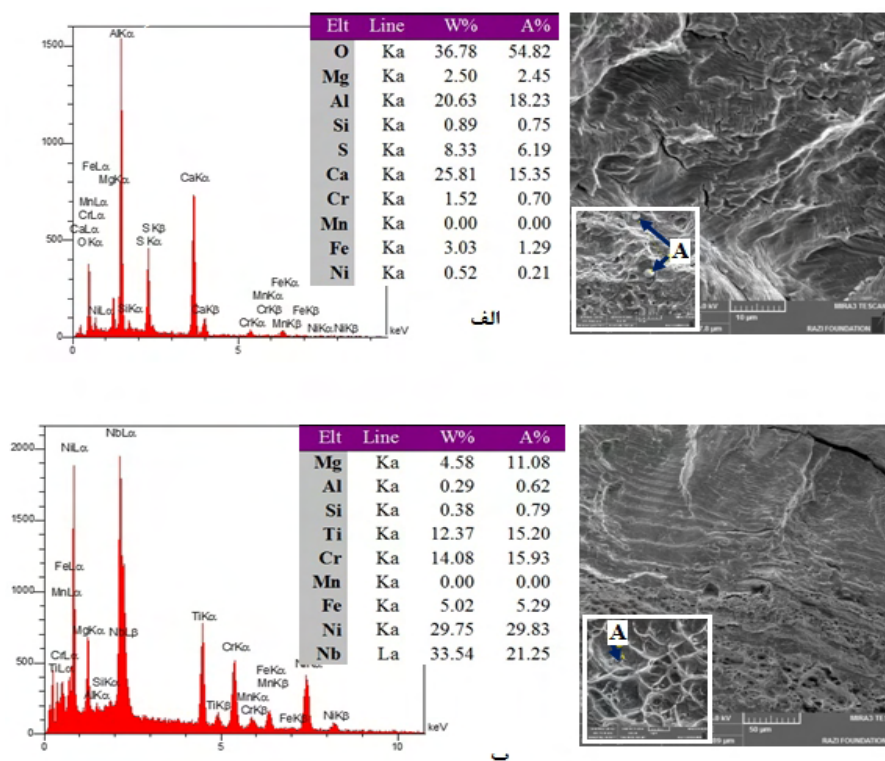 1500
1000
500
0
0
5
keV
AlKα
FeLα
MgKα
MnLα
CrLα
CaLα
O Kα
NiLα
SiKα
S Kβ
S Kα
CaKα
CaKβ
CrKα
FeKα
MnKα
CrKβ
FeKβ
MnKβ
NiKα
NiKβ
Elt Line W% A%
O Ka 36.78 54.82
Mg Ka 2.50 2.45
Al Ka 20.63 18.23
Si Ka 0.89 0.75
S Ka 8.33 6.19
Ca Ka 25.81 15.35
Cr Ka 1.52 0.70
Mn Ka 0.00 0.00
Fe Ka 3.03 1.29
Ni Ka 0.52 0.21
A
10 µm
MIRA3 TESCAN
RAZI FOUNDATION
الف
2000
1500
1000
500
0
0
5
10
keV
NiLα
NbLα
FeLα
MnLα
MgKα
NbLβ
CrLα
TiLα
SiKα
AlKα
TiKα
TiKβ
CrKα
FeKα
MnKβ
MnKα
CrKβ
FeKβ
NiKβ
Elt Line W% A%
Mg Ka 4.58 11.08
Al Ka 0.29 0.62
Si Ka 0.38 0.79
Ti Ka 12.37 15.20
Cr Ka 14.08 15.93
Mn Ka 0.00 0.00
Fe Ka 5.02 5.29
Ni Ka 29.75 29.83
Nb La 33.54 21.25
A
50 µm
MIRA3 TESCAN
RAZI FOUNDATION
ب